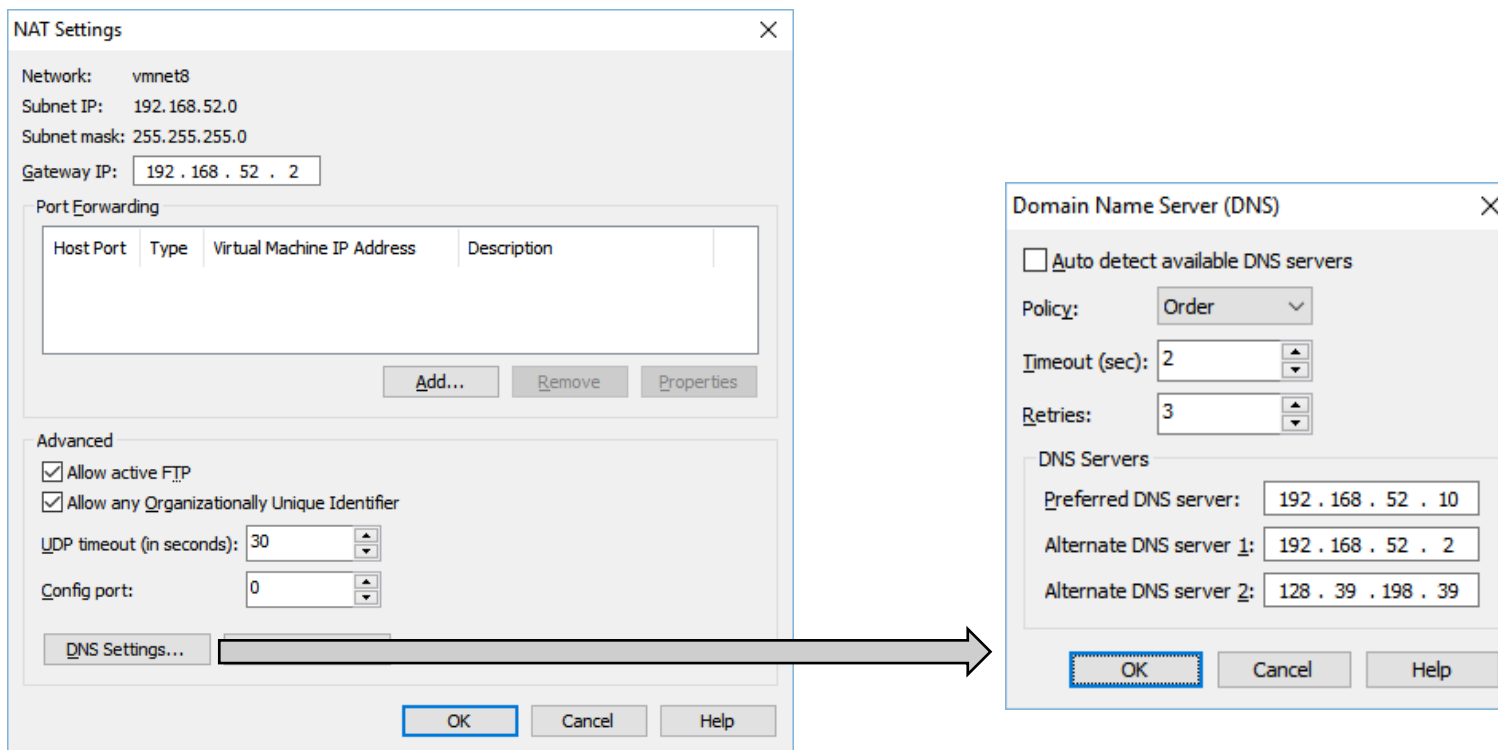 NAT Settings
Network: vmnet8
Subnet IP: 192.168.52.0
Subnet mask: 255.255.255.0
Gateway IP: 192 . 168 . 52 . 2
Port Forwarding
Host Port Type Virtual Machine IP Address Description
Add... Remove Properties
Advanced
Allow active FTP
Allow any Organizationally Unique Identifier
UDP timeout (in seconds): 30
Config port: 0
DNS Settings...
OK Cancel Help
Domain Name Server (DNS)
Auto detect available DNS servers
Policy: Order
Timeout (sec): 2
Retries: 3
DNS Servers
Preferred DNS server: 192 . 168 . 52 . 10
Alternate DNS server 1: 192 . 168 . 52 . 2
Alternate DNS server 2: 128 . 39 . 198 . 39
OK Cancel Help